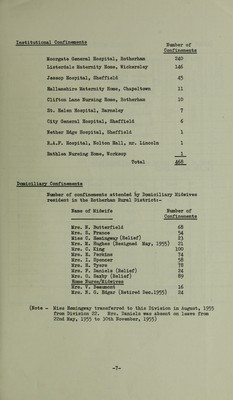 Institutional Confinements
Number of
Confinements
Moorgate General Hospital, Rotherham 240
Listerdale Maternity Home, Wickersley 146
Jessop Hospital, Sheffield 45
Hallamshire Maternity Home, Chapeltown 11
Clifton Lane Nursing Home, Rotherham 10
St. Helen Hospital, Barnsley 7
City General Hospital, Sheffield 6
Nether Edge Hospital, Sheffield 1
R.A.F. Hospital, Nolton Hall, nr. Lincoln 1
Netblea Nursing Home, Worksop 1
Total 468
Domiciliary Confinements
Number of confinements attended by Domiciliary Midwives
resident in the Rotherham Rural District:-
Name of Midwife Number of
Confinements
Mrs. N. Butterfield 68
Mrs. B. France 54
Miss C. Hemingway (Relief) 23
Mrs. M. Hughes (Resigned May, 1955) 21
Mrs. C. King 100
Mrs. E. Perkins 74
Mrs. I. Spencer 58
Mrs. H. Tyers 78
Mrs. F. Daniels (Relief) 24
Mrs. O. Darby (Relief) 89
Home Nurse/Midwives
Mrs. V. Beaumont 16
Mrs. N. O. Edgar (Retired Dec.1955) 24
(Note - Miss Hemingway transferred to this Division in August, 1955
from Division 22. Mrs. Daniels was absent on leave from
22nd May, 1955 to 30th November, 1955)
-7-